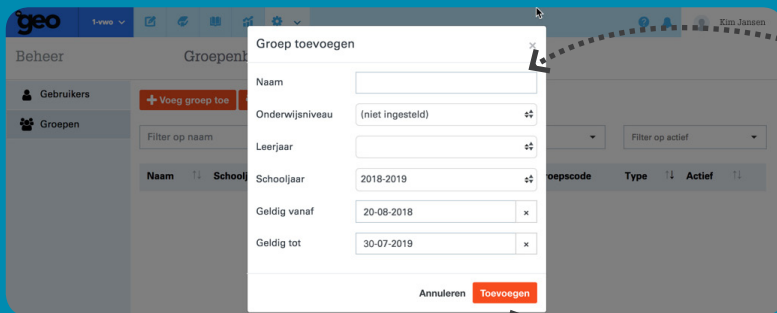 geo 1-vwo Kim Jansen
Beheer Groepenb
Groep toevoegen ×
Gebruikers
Groepen
Voeg groep toe
Filter op naam
Filter op actief
Naam Schoolj oepscode Type Actief
Naam
Onderwijsniveau (niet ingesteld)
Leerjaar
Schooljaar 2018-2019
Geldig vanaf 20-08-2018 ×
Geldig tot 30-07-2019 ×
Annuleren Toevoegen